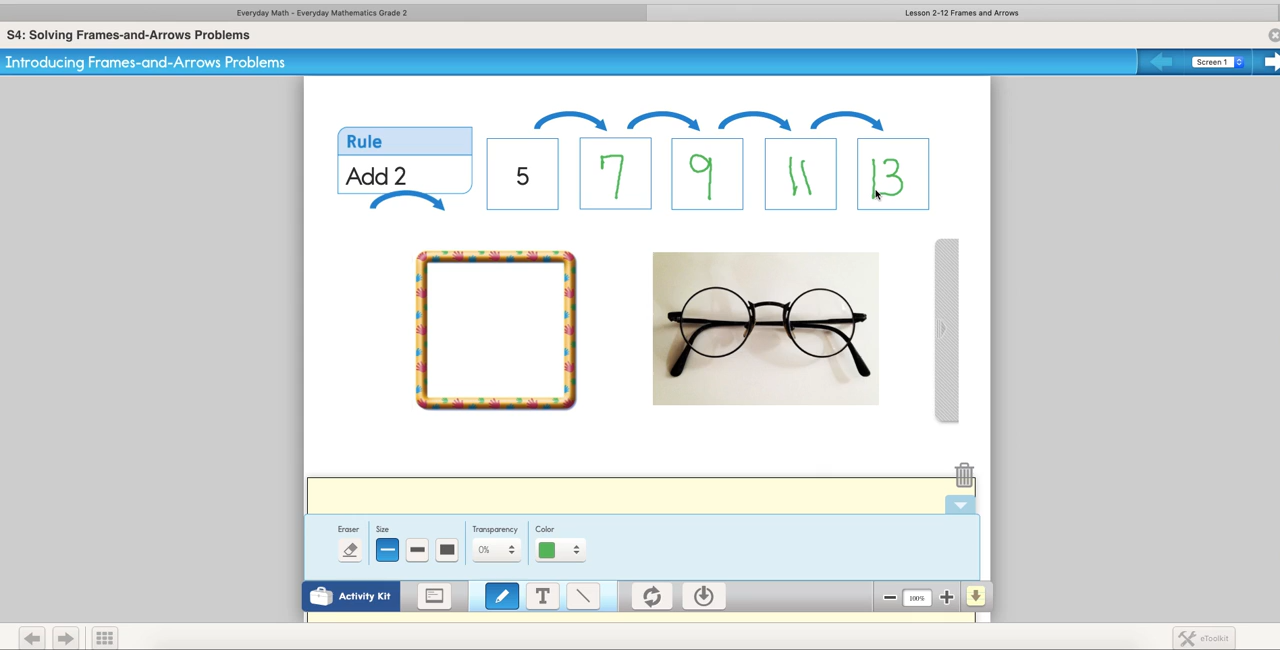 Everyday Math - Everyday Mathematics Grade 2
Lesson 2-12 Frames and Arrows
S4: Solving Frames-and-Arrows Problems
Introducing Frames-and-Arrows Problems
Screen 1
Rule
Add 2
5 7 9 11 13
Eraser Size Transparency Color
0%
Activity Kit
T
100%
eToolkit